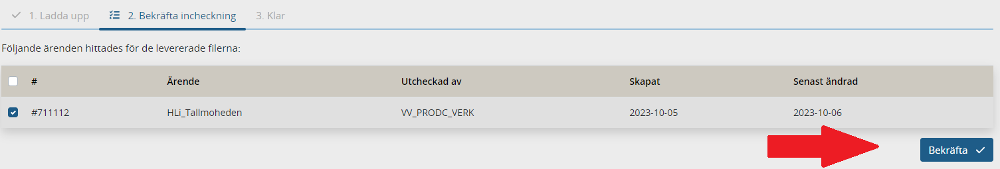 1. Ladda upp 2. Bekräfta incheckning 3. Klar
Följande ärenden hittades för de levererade filerna:
# Ärende Utcheckad av Skapat Senast ändrad
#711112 HLi_Tallmoheden VV_PRODC_VERK 2023-10-05 2023-10-06
Bekräfta